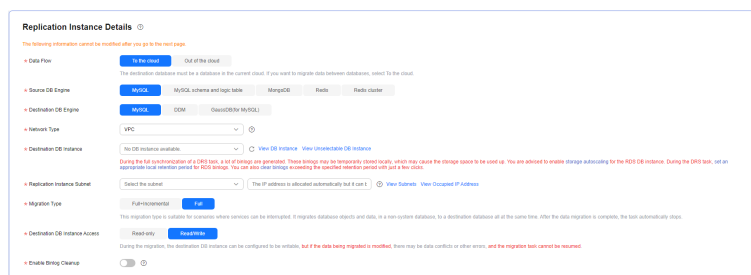 Replication Instance Details
The following information cannot be modified after you go to the next page.
* Data Flow To the cloud Out of the cloud
The destination database must be a database in the current cloud. If you want to migrate data between databases, select To the cloud.
* Source DB Engine MySQL MySQL schema and logic table MongoDB Redis Redis cluster
* Destination DB Engine MySQL DDM GaussDB(for MySQL)
* Network Type VPC
* Destination DB Instance No DB instance available. View DB Instance View Unselectable DB Instance
During the full synchronization of a DRS task, a lot of binlogs are generated. These binlogs may be temporarily stored locally, which may cause the storage space to be used up. You are advised to enable storage autoscaling for the RDS DB instance. During the DRS task, set an
appropriate local retention period for RDS binlogs. You can also clear binlogs exceeding the specified retention period with just a few clicks.
* Replication Instance Subnet Select the subnet The IP address is allocated automatically but it can b View Subnets View Occupied IP Address
* Migration Type Full+Incremental Full
This migration type is suitable for scenarios where services can be interrupted. It migrates database objects and data, in a non-system database, to a destination database all at the same time. After the data migration is complete, the task automatically stops.
* Destination DB Instance Access Read-only Read/Write
During the migration, the destination DB instance can be configured to be writable, but if the data being migrated is modified, there may be data conflicts or other errors, and the migration task cannot be resumed.
* Enable Binlog Cleanup